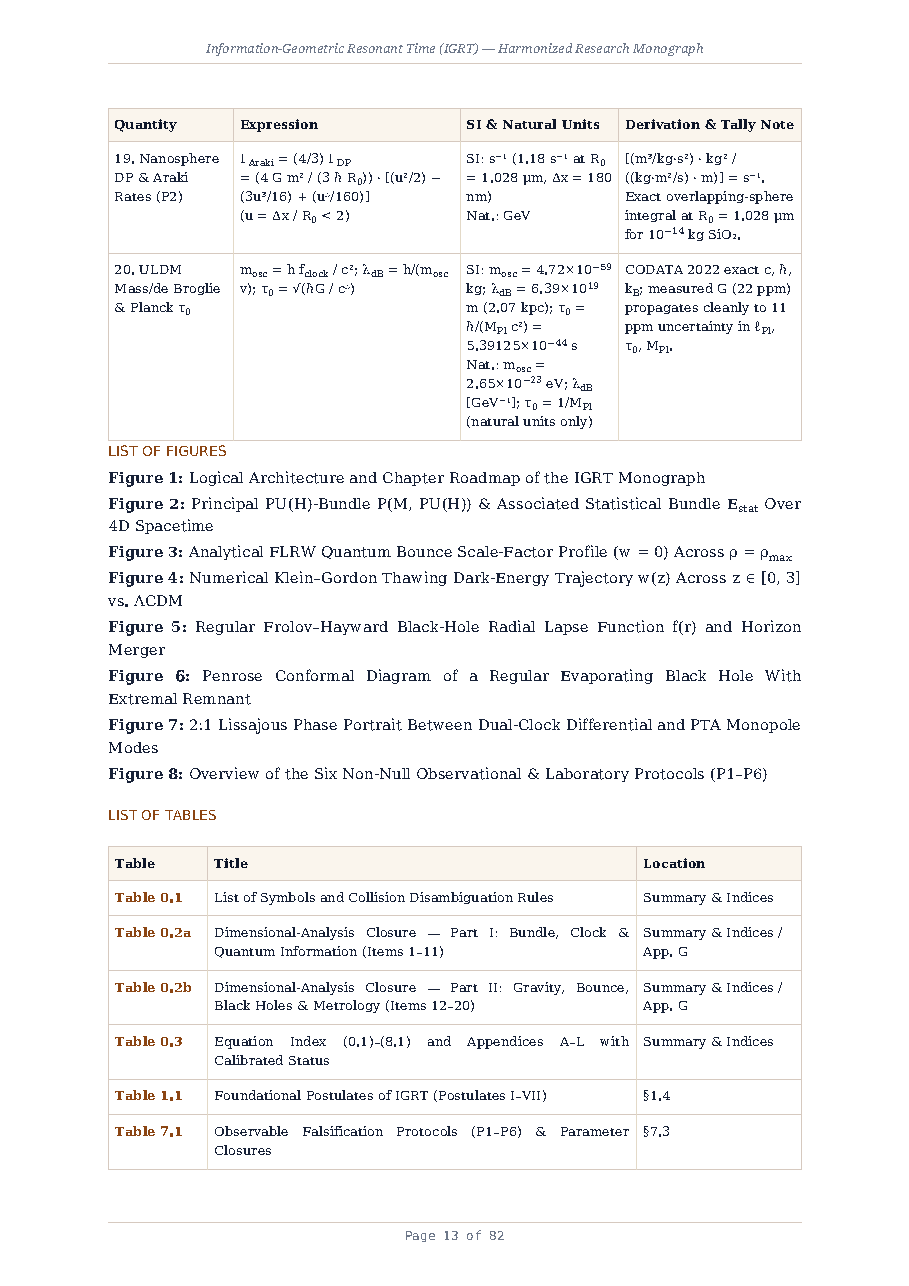 Information-Geometric Resonant Time (IGRT) — Harmonized Research Monograph
Quantity Expression SI & Natural Units Derivation & Tally Note
19. Nanosphere
DP & Araki
Rates (P2)
Γ_Araki = (4/3) Γ_DP
= (4 G m² / (3 ℏ R₀)) · [(u²/2) −
(3u³/16) + (u⁵/160)]
(u = Δx / R₀ < 2)
SI: s⁻¹ (1.18 s⁻¹ at R₀
= 1.028 μm, Δx = 180
nm)
Nat.: GeV
[(m³/kg·s²) · kg² /
((kg·m²/s) · m)] = s⁻¹.
Exact overlapping-sphere
integral at R₀ = 1.028 μm
for 10⁻¹⁴ kg SiO₂.
20. ULDM
Mass/de Broglie
& Planck τ₀
m_osc = h f_clock / c²; λ_dB = h/(m_osc
v); τ₀ = √(ℏG / c⁵)
SI: m_osc = 4.72×10⁻⁵⁹
kg; λ_dB = 6.39×10¹⁹
m (2.07 kpc); τ₀ =
ℏ/(M_Pl c²) =
5.39125×10⁻⁴⁴ s
Nat.: m_osc =
2.65×10⁻²³ eV; λ_dB
[GeV⁻¹]; τ₀ = 1/M_Pl
(natural units only)
CODATA 2022 exact c, ℏ,
k_B; measured G (22 ppm)
propagates cleanly to 11
ppm uncertainty in ℓ_Pl,
τ₀, M_Pl.
LIST OF FIGURES
Figure 1: Logical Architecture and Chapter Roadmap of the IGRT Monograph
Figure 2: Principal PU(H)-Bundle P(M, PU(H)) & Associated Statistical Bundle E_stat Over
4D Spacetime
Figure 3: Analytical FLRW Quantum Bounce Scale-Factor Profile (w = 0) Across ρ = ρ_max
Figure 4: Numerical Klein–Gordon Thawing Dark-Energy Trajectory w(z) Across z ∈ [0, 3]
vs. ΛCDM
Figure 5: Regular Frolov–Hayward Black-Hole Radial Lapse Function f(r) and Horizon
Merger
Figure 6: Penrose Conformal Diagram of a Regular Evaporating Black Hole With
Extremal Remnant
Figure 7: 2:1 Lissajous Phase Portrait Between Dual-Clock Differential and PTA Monopole
Modes
Figure 8: Overview of the Six Non-Null Observational & Laboratory Protocols (P1–P6)
LIST OF TABLES
Table Title Location
Table 0.1 List of Symbols and Collision Disambiguation Rules Summary & Indices
Table 0.2a Dimensional-Analysis Closure — Part I: Bundle, Clock & Summary & Indices /
Quantum Information (Items 1–11) App. G
Table 0.2b Dimensional-Analysis Closure — Part II: Gravity, Bounce, Summary & Indices /
Black Holes & Metrology (Items 12–20) App. G
Table 0.3 Equation Index (0.1)–(8.1) and Appendices A–L with Summary & Indices
Calibrated Status
Table 1.1 Foundational Postulates of IGRT (Postulates I–VII) §1.4
Table 7.1 Observable Falsification Protocols (P1–P6) & Parameter §7.3
Closures
Page 13 of 82